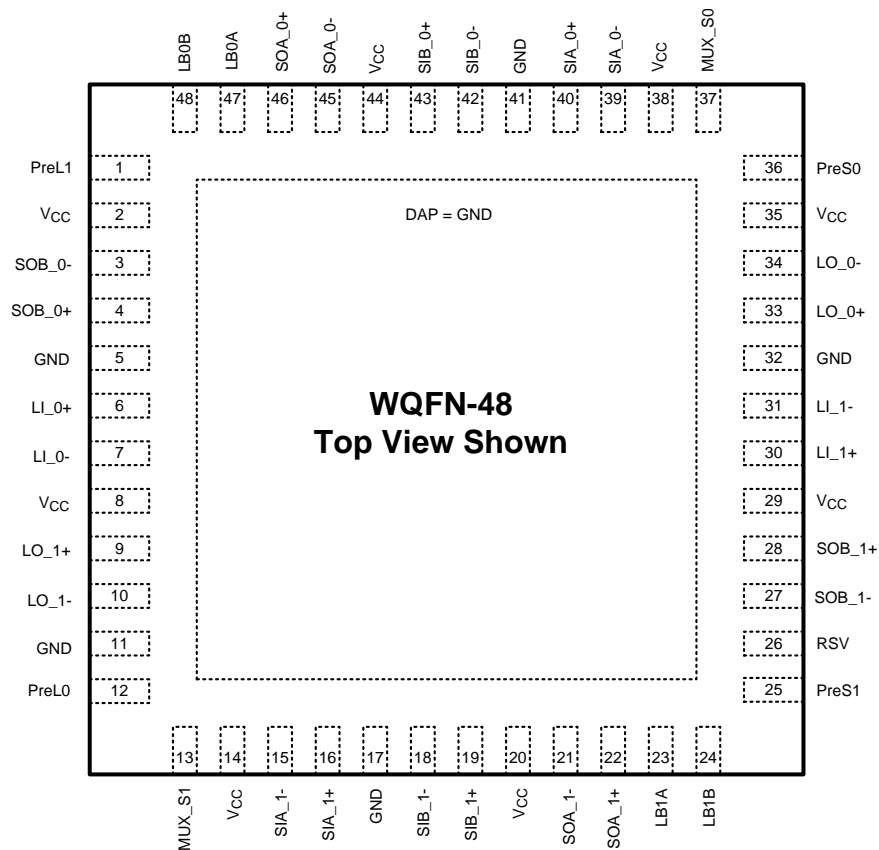 LB0B
LB0A
SOA_0+
SOA_0-
VCC
SIB_0+
SIB_0-
GND
SIA_0+
SIA_0-
VCC
MUX_S0
48 47 46 45 44 43 42 41 40 39 38 37
PreL1 1
VCC 2
SOB_0- 3
SOB_0+ 4
GND 5
LI_0+ 6
LI_0- 7
VCC 8
LO_1+ 9
LO_1- 10
GND 11
PreL0 12
DAP = GND
WQFN-48
Top View Shown
36 PreS0
35 VCC
34 LO_0-
33 LO_0+
32 GND
31 LI_1-
30 LI_1+
29 VCC
28 SOB_1+
27 SOB_1-
26 RSV
25 PreS1
13 14 15 16 17 18 19 20 21 22 23 24
MUX_S1
VCC
SIA_1-
SIA_1+
GND
SIB_1-
SIB_1+
VCC
SOA_1-
SOA_1+
LB1A
LB1B